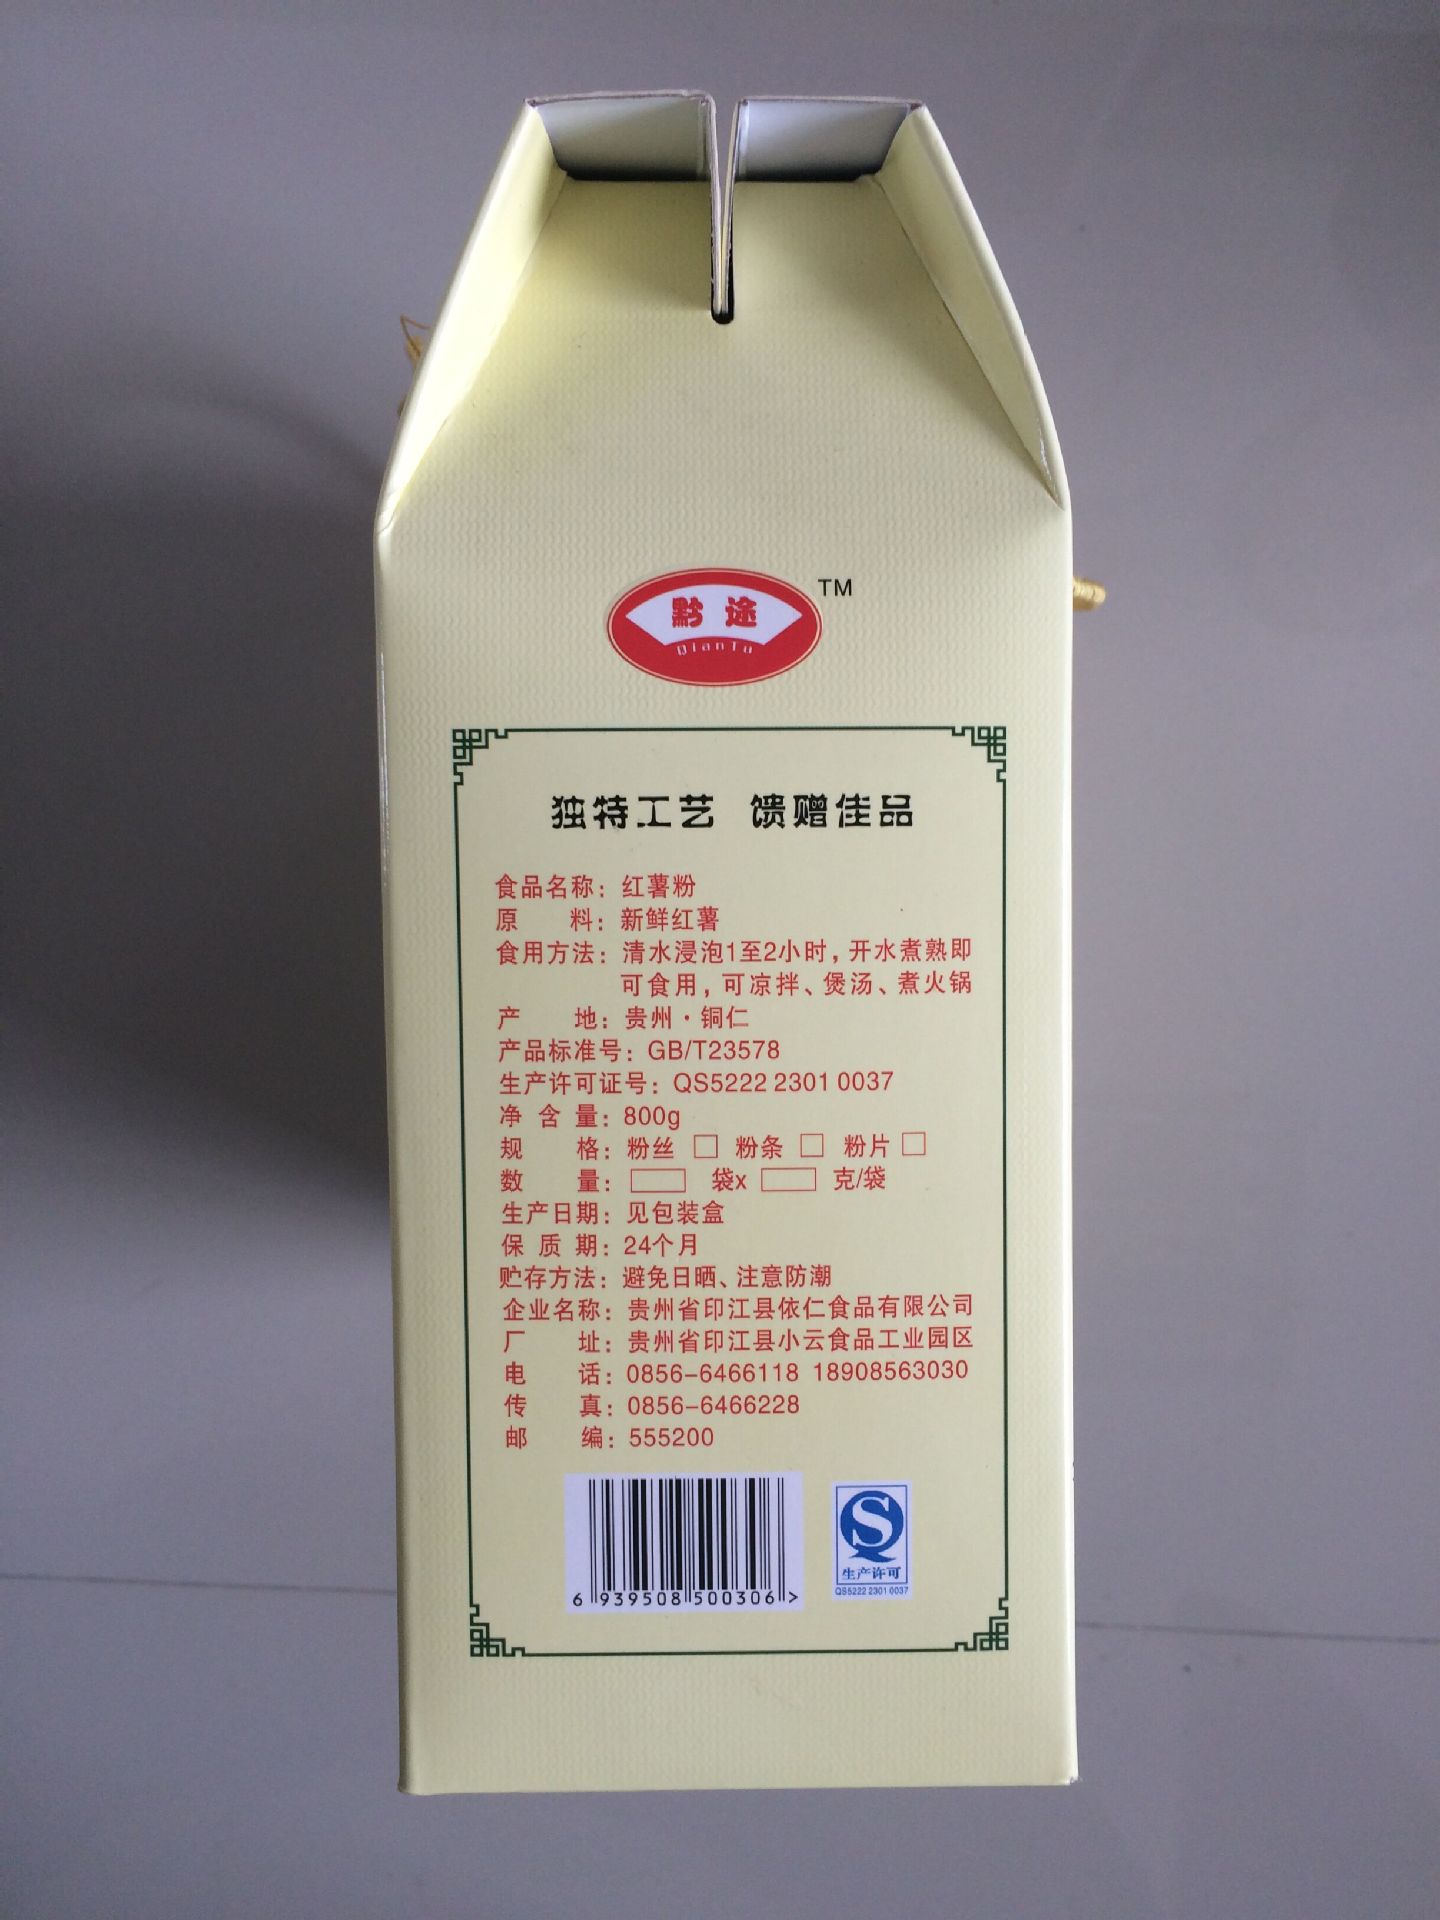 黔途
TM
QianTu
独特工艺 馈赠佳品
食品名称：红薯粉
原 料：新鲜红薯
食用方法：清水浸泡1至2小时，开水煮熟即
可食用，可凉拌、煲汤、煮火锅
产 地：贵州·铜仁
产品标准号：GB/T23578
生产许可证号：QS5222 2301 0037
净 含 量：800g
规 格：粉丝 □ 粉条 □ 粉片 □
数 量：□ 袋x □ 克/袋
生产日期：见包装盒
保 质 期：24个月
贮存方法：避免日晒、注意防潮
企业名称：贵州省印江县依仁食品有限公司
厂 址：贵州省印江县小云食品工业园区
电 话：0856-6466118 18908563030
传 真：0856-6466228
邮 编：555200
6 939508 500306 >
生产许可
QS5222 2301 0037